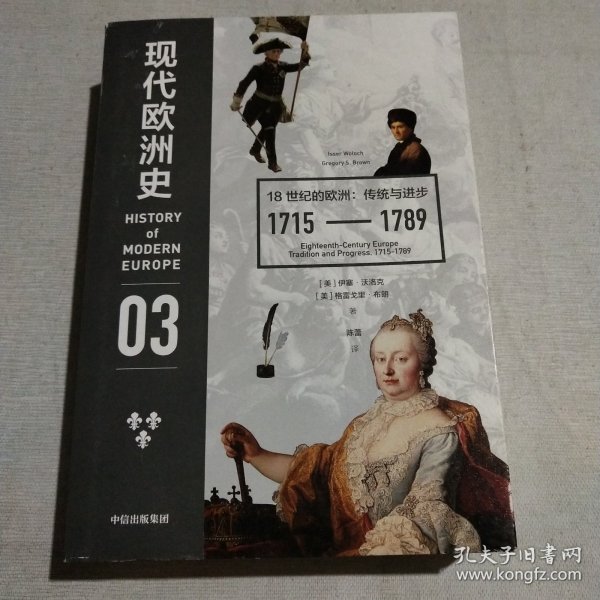 现代欧洲史
HISTORY
of
MODERN
EUROPE
03
中信出版集团
Isser Woloch
Gregory S. Brown
18 世纪的欧洲：传统与进步
1715 — 1789
Eighteenth-Century Europe
Tradition and Progress, 1715-1789
［美］伊塞·沃洛克
［美］格雷戈里·布朗
著
陈蕾
译
孔夫子旧书网
www.kongfz.com